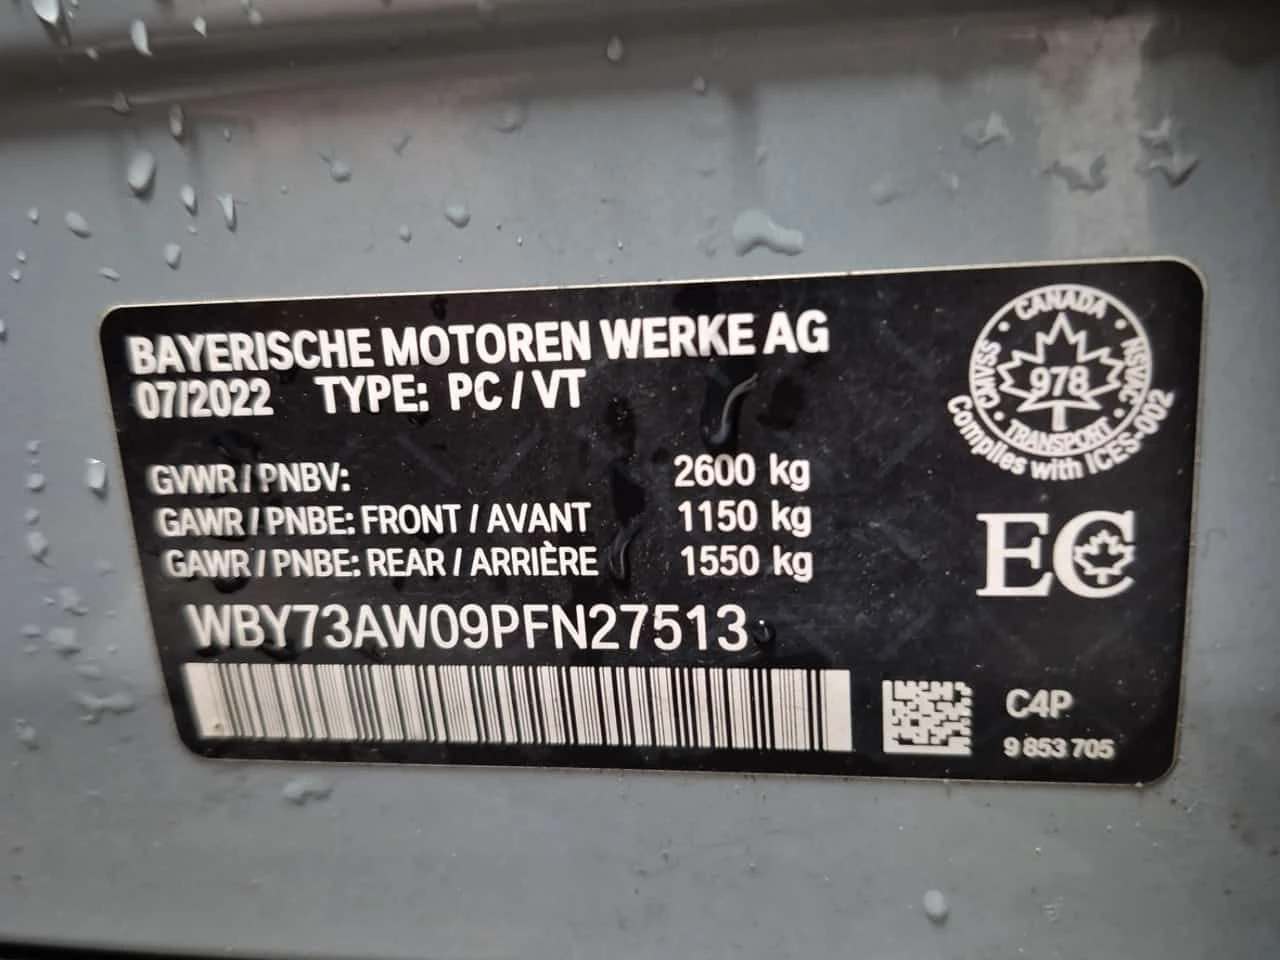 BAYERISCHE MOTOREN WERKE AG
07/2022 TYPE: PC / VT
GVWR / PNBV: 2600 kg
GAWR / PNBE: FRONT / AVANT 1150 kg
GAWR / PNBE: REAR / ARRIÈRE 1550 kg
WBY73AW09PFN27513
CANADA
CMVSS
978
NSVAC
TRANSPORT
Complies with ICES-002
EC
C4P
9 853 705